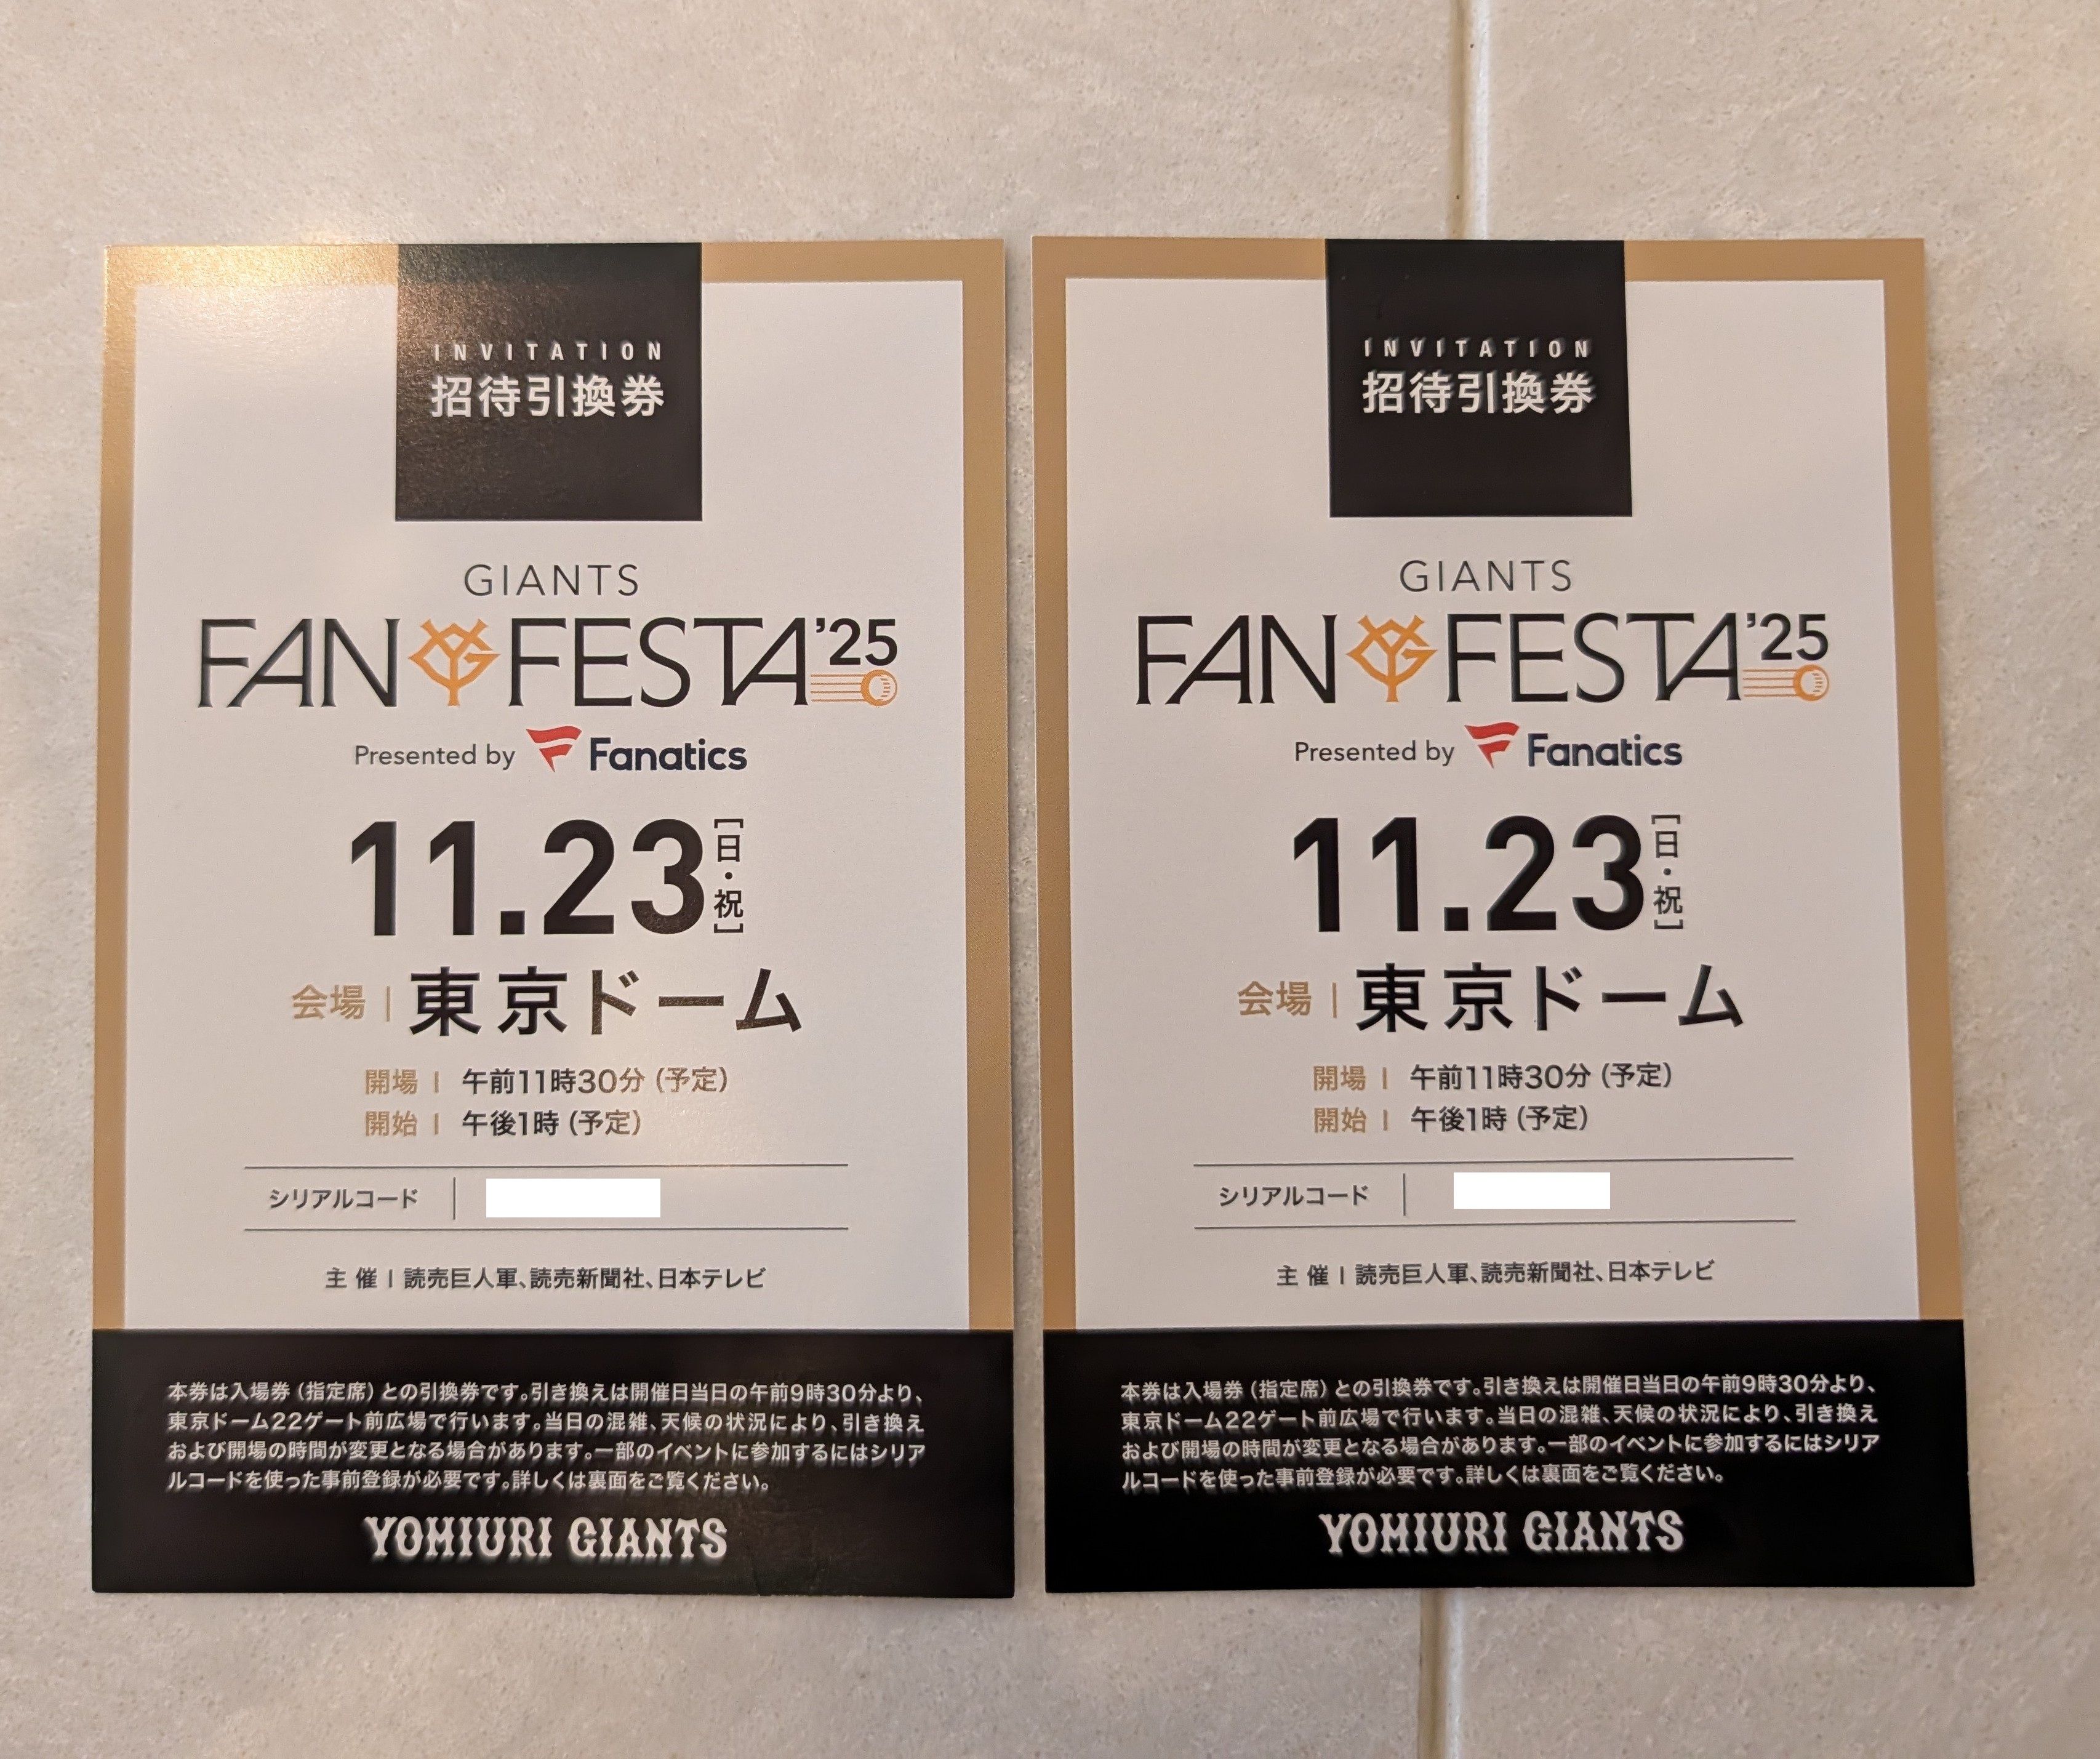 INVITATION
招待引換券
GIANTS
FAN FESTA'25
Presented by Fanatics
11.23[日・祝]
会場 | 東京ドーム
開場 | 午前11時30分(予定)
開始 | 午後1時(予定)
シリアルコード
主 催 | 読売巨人軍、読売新聞社、日本テレビ
本券は入場券(指定席)との引換券です。引き換えは開催日当日の午前9時30分より、
東京ドーム22ゲート前広場で行います。当日の混雑、天候の状況により、引き換え
および開場の時間が変更となる場合があります。一部のイベントに参加するにはシリア
ルコードを使った事前登録が必要です。詳しくは裏面をご覧ください。
YOMIURI GIANTS
INVITATION
招待引換券
GIANTS
FAN FESTA'25
Presented by Fanatics
11.23[日・祝]
会場 | 東京ドーム
開場 | 午前11時30分(予定)
開始 | 午後1時(予定)
シリアルコード
主 催 | 読売巨人軍、読売新聞社、日本テレビ
本券は入場券(指定席)との引換券です。引き換えは開催日当日の午前9時30分より、
東京ドーム22ゲート前広場で行います。当日の混雑、天候の状況により、引き換え
および開場の時間が変更となる場合があります。一部のイベントに参加するにはシリア
ルコードを使った事前登録が必要です。詳しくは裏面をご覧ください。
YOMIURI GIANTS